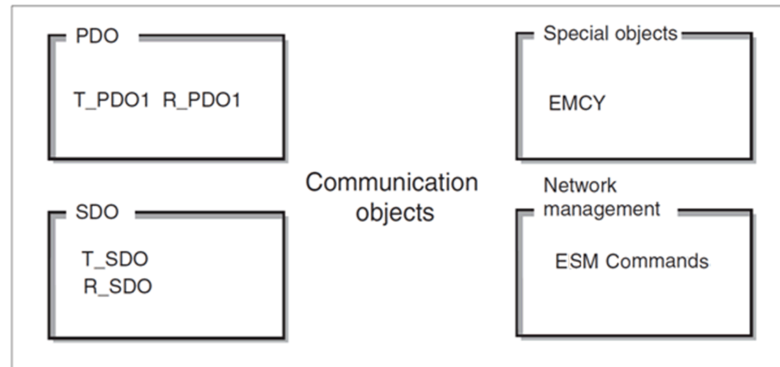 PDO
T_PDO1 R_PDO1
Special objects
EMCY
Communication
objects
SDO
T_SDO
R_SDO
Network
management
ESM Commands